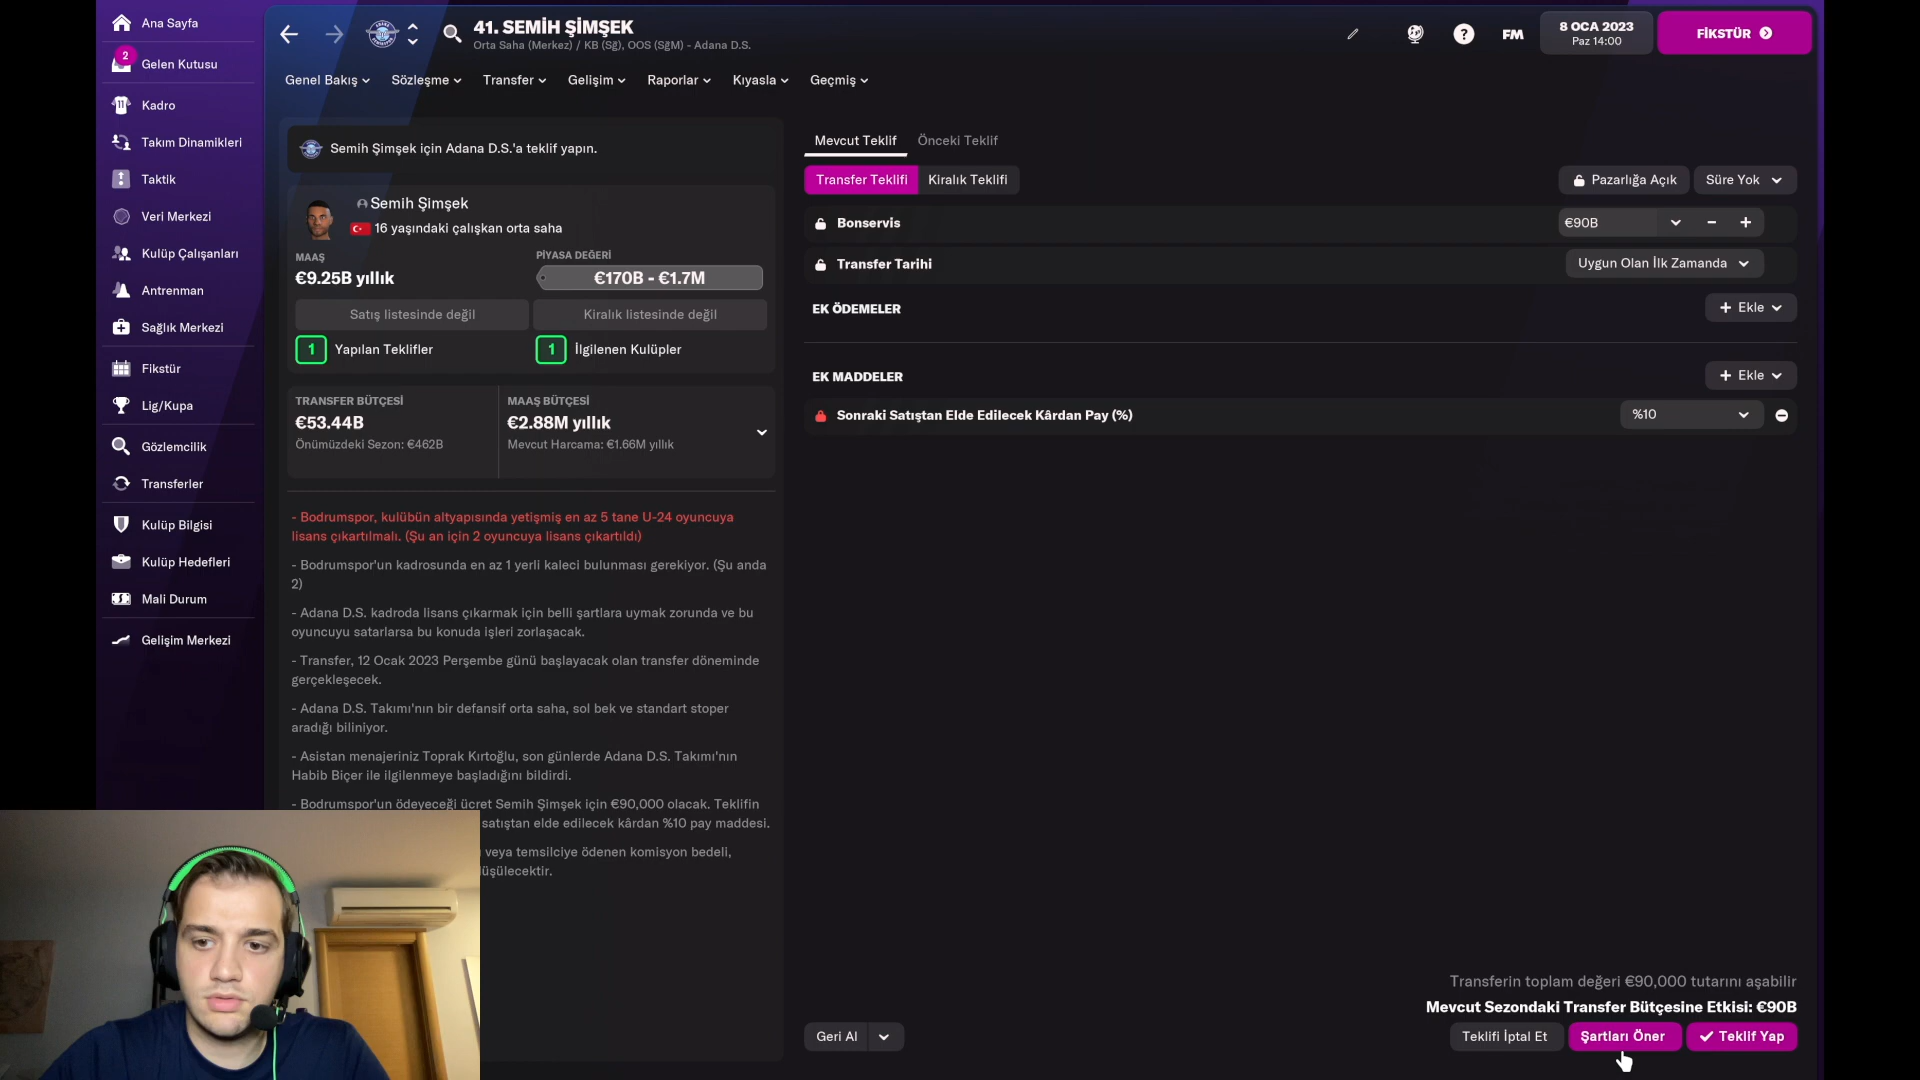 Ana Sayfa
2
Gelen Kutusu
Kadro
Takım Dinamikleri
Taktik
Veri Merkezi
Kulüp Çalışanları
Antrenman
Sağlık Merkezi
Fikstür
Lig/Kupa
Gözlemcilik
Transferler
Kulüp Bilgisi
Kulüp Hedefleri
Mali Durum
Gelişim Merkezi
41. SEMİH ŞİMŞEK
Orta Saha (Merkez) / KB (Sğ), OOS (SğM) - Adana D.S.
FM
8 OCA 2023
Paz 14:00
FİKSTÜR
Genel Bakış
Sözleşme
Transfer
Gelişim
Raporlar
Kıyasla
Geçmiş
Semih Şimşek için Adana D.S.'a teklif yapın.
Semih Şimşek
16 yaşındaki çalışkan orta saha
MAAŞ
€9.25B yıllık
PİYASA DEĞERİ
€170B - €1.7M
Satış listesinde değil
Kiralık listesinde değil
1 Yapılan Teklifler
1 İlgilenen Kulüpler
TRANSFER BÜTÇESİ
€53.44B
Önümüzdeki Sezon: €462B
MAAŞ BÜTÇESİ
€2.88M yıllık
Mevcut Harcama: €1.66M yıllık
- Bodrumspor, kulübün altyapısında yetişmiş en az 5 tane U-24 oyuncuya
lisans çıkartılmalı. (Şu an için 2 oyuncuya lisans çıkartıldı)
- Bodrumspor'un kadrosunda en az 1 yerli kaleci bulunması gerekiyor. (Şu anda
2)
- Adana D.S. kadroda lisans çıkarmak için belli şartlara uymak zorunda ve bu
oyuncuyu satarlarsa bu konuda işleri zorlaşacak.
- Transfer, 12 Ocak 2023 Perşembe günü başlayacak olan transfer döneminde
gerçekleşecek.
- Adana D.S. Takımı'nın bir defansif orta saha, sol bek ve standart stoper
aradığı biliniyor.
- Asistan menajeriniz Toprak Kırtoğlu, son günlerde Adana D.S. Takımı'nın
Habib Biçer ile ilgilenmeye başladığını bildirdi.
- Bodrumspor'un ödeyeceği ücret Semih Şimşek için €90,000 olacak. Teklifin
satıştan elde edilecek kârdan %10 pay maddesi.
veya temsilciye ödenen komisyon bedeli,
Mevcut Teklif
Önceki Teklif
Transfer Teklifi
Kiralık Teklifi
Pazarlığa Açık
Süre Yok
Bonservis
€90B
Transfer Tarihi
Uygun Olan İlk Zamanda
EK ÖDEMELER
Ekle
EK MADDELER
Ekle
Sonraki Satıştan Elde Edilecek Kârdan Pay (%)
%10
Transferin toplam değeri €90,000 tutarını aşabilir
Mevcut Sezondaki Transfer Bütçesine Etkisi: €90B
Geri Al
Teklifi İptal Et
Şartları Öner
Teklif Yap